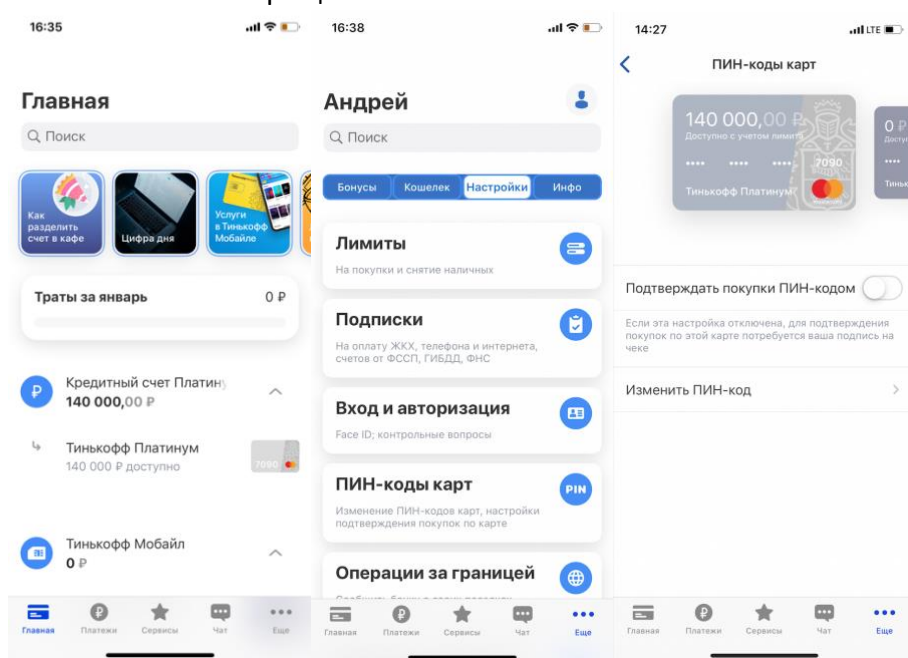 16:35
Главная
Поиск
Как
разделить
счет в кафе
Цифра дня
Услуги
в Тинькофф
Мобайле
Траты за январь 0 ₽
Кредитный счет Платин
140 000,00 ₽
Тинькофф Платинум
140 000 ₽ доступно
7090
Тинькофф Мобайл
0 ₽
Главная Платежи Сервисы Чат Еще
16:38
Андрей
Поиск
Бонусы Кошелек Настройки Инфо
Лимиты
На покупки и снятие наличных
Подписки
На оплату ЖКХ, телефона и интернета,
счетов от ФССП, ГИБДД, ФНС
Вход и авторизация
Face ID; контрольные вопросы
ПИН-коды карт
PIN
Изменение ПИН-кодов карт, настройки
подтверждения покупок по карте
Операции за границей
Главная Платежи Сервисы Чат Еще
14:27 LTE
ПИН-коды карт
140 000,00 ₽
Доступно с учетом лимита
•••• •••• •••• 7090
Тинькофф Платинум
0 ₽
••••
Подтверждать покупки ПИН-кодом
Если эта настройка отключена, для подтверждения
покупок по этой карте потребуется ваша подпись на
чеке
Изменить ПИН-код
Главная Платежи Сервисы Чат Еще